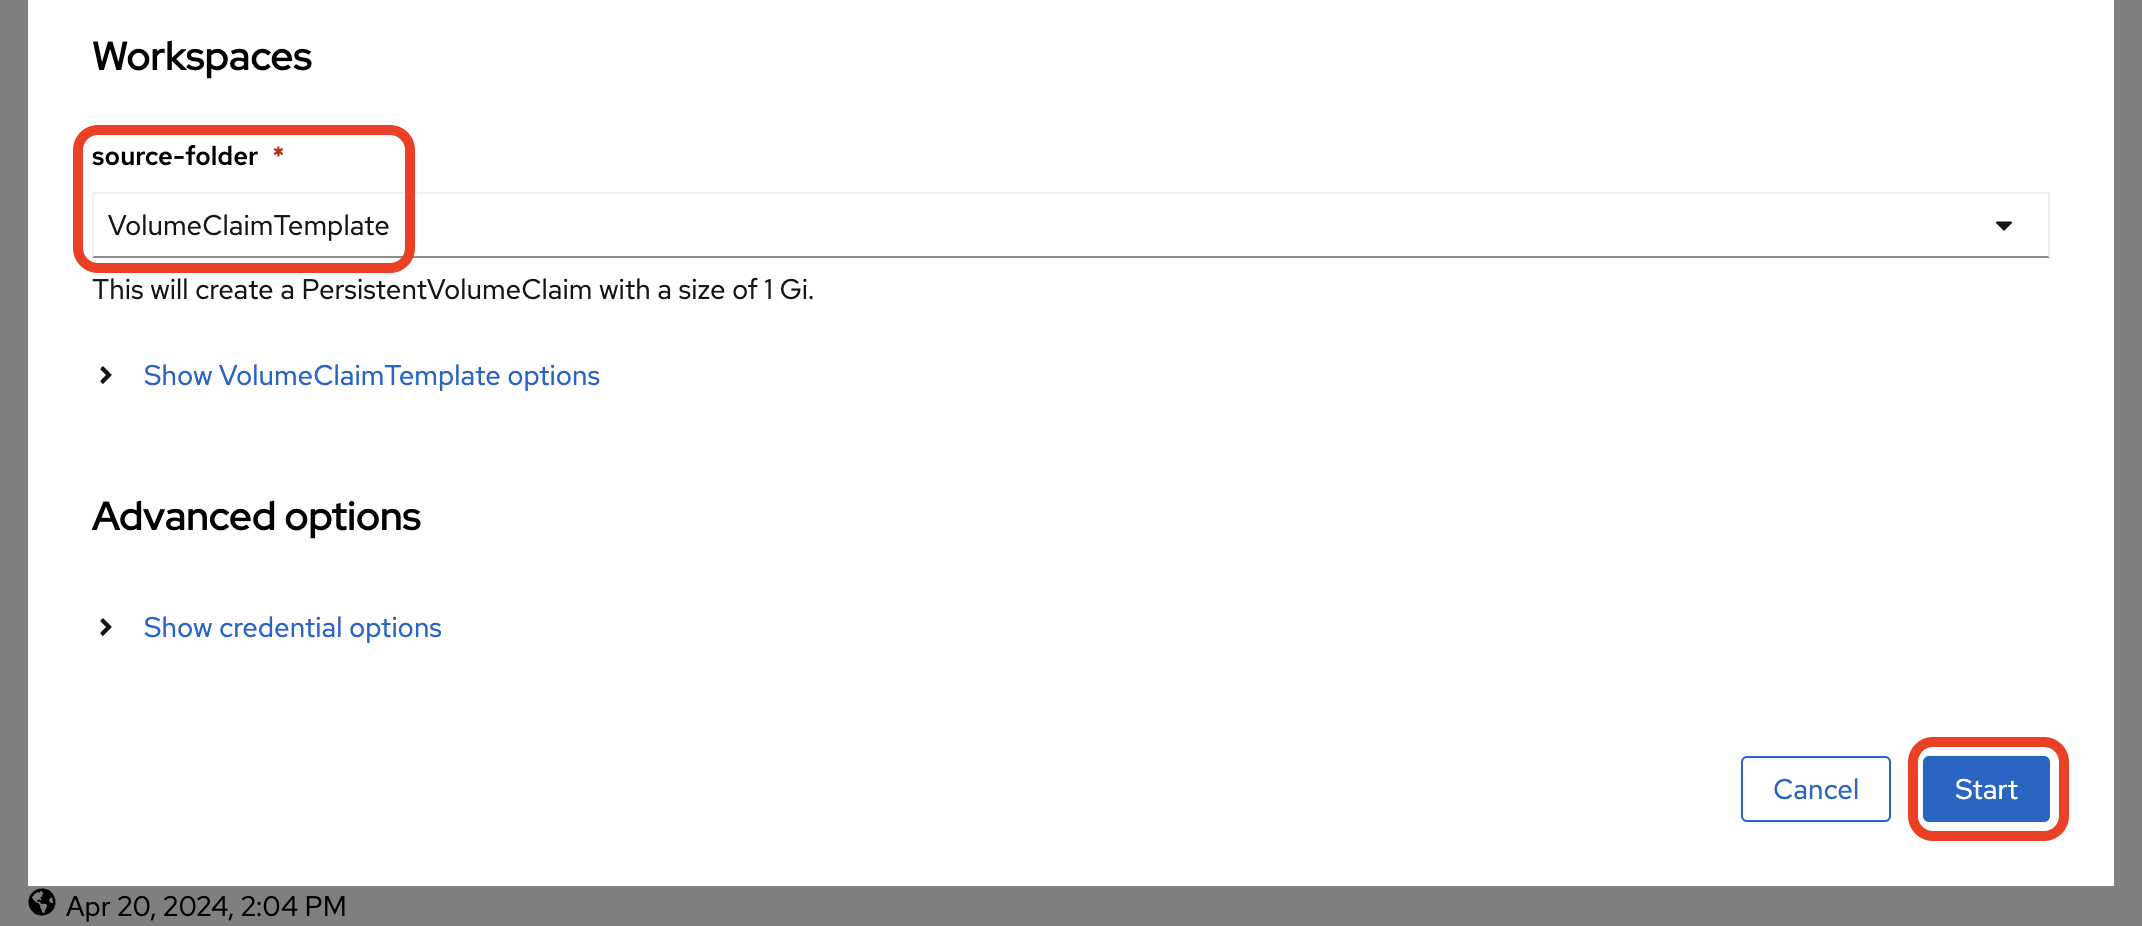 Workspaces
source-folder *
VolumeClaimTemplate
This will create a PersistentVolumeClaim with a size of 1 Gi.
Show VolumeClaimTemplate options
Advanced options
Show credential options
Cancel Start
Apr 20, 2024, 2:04 PM